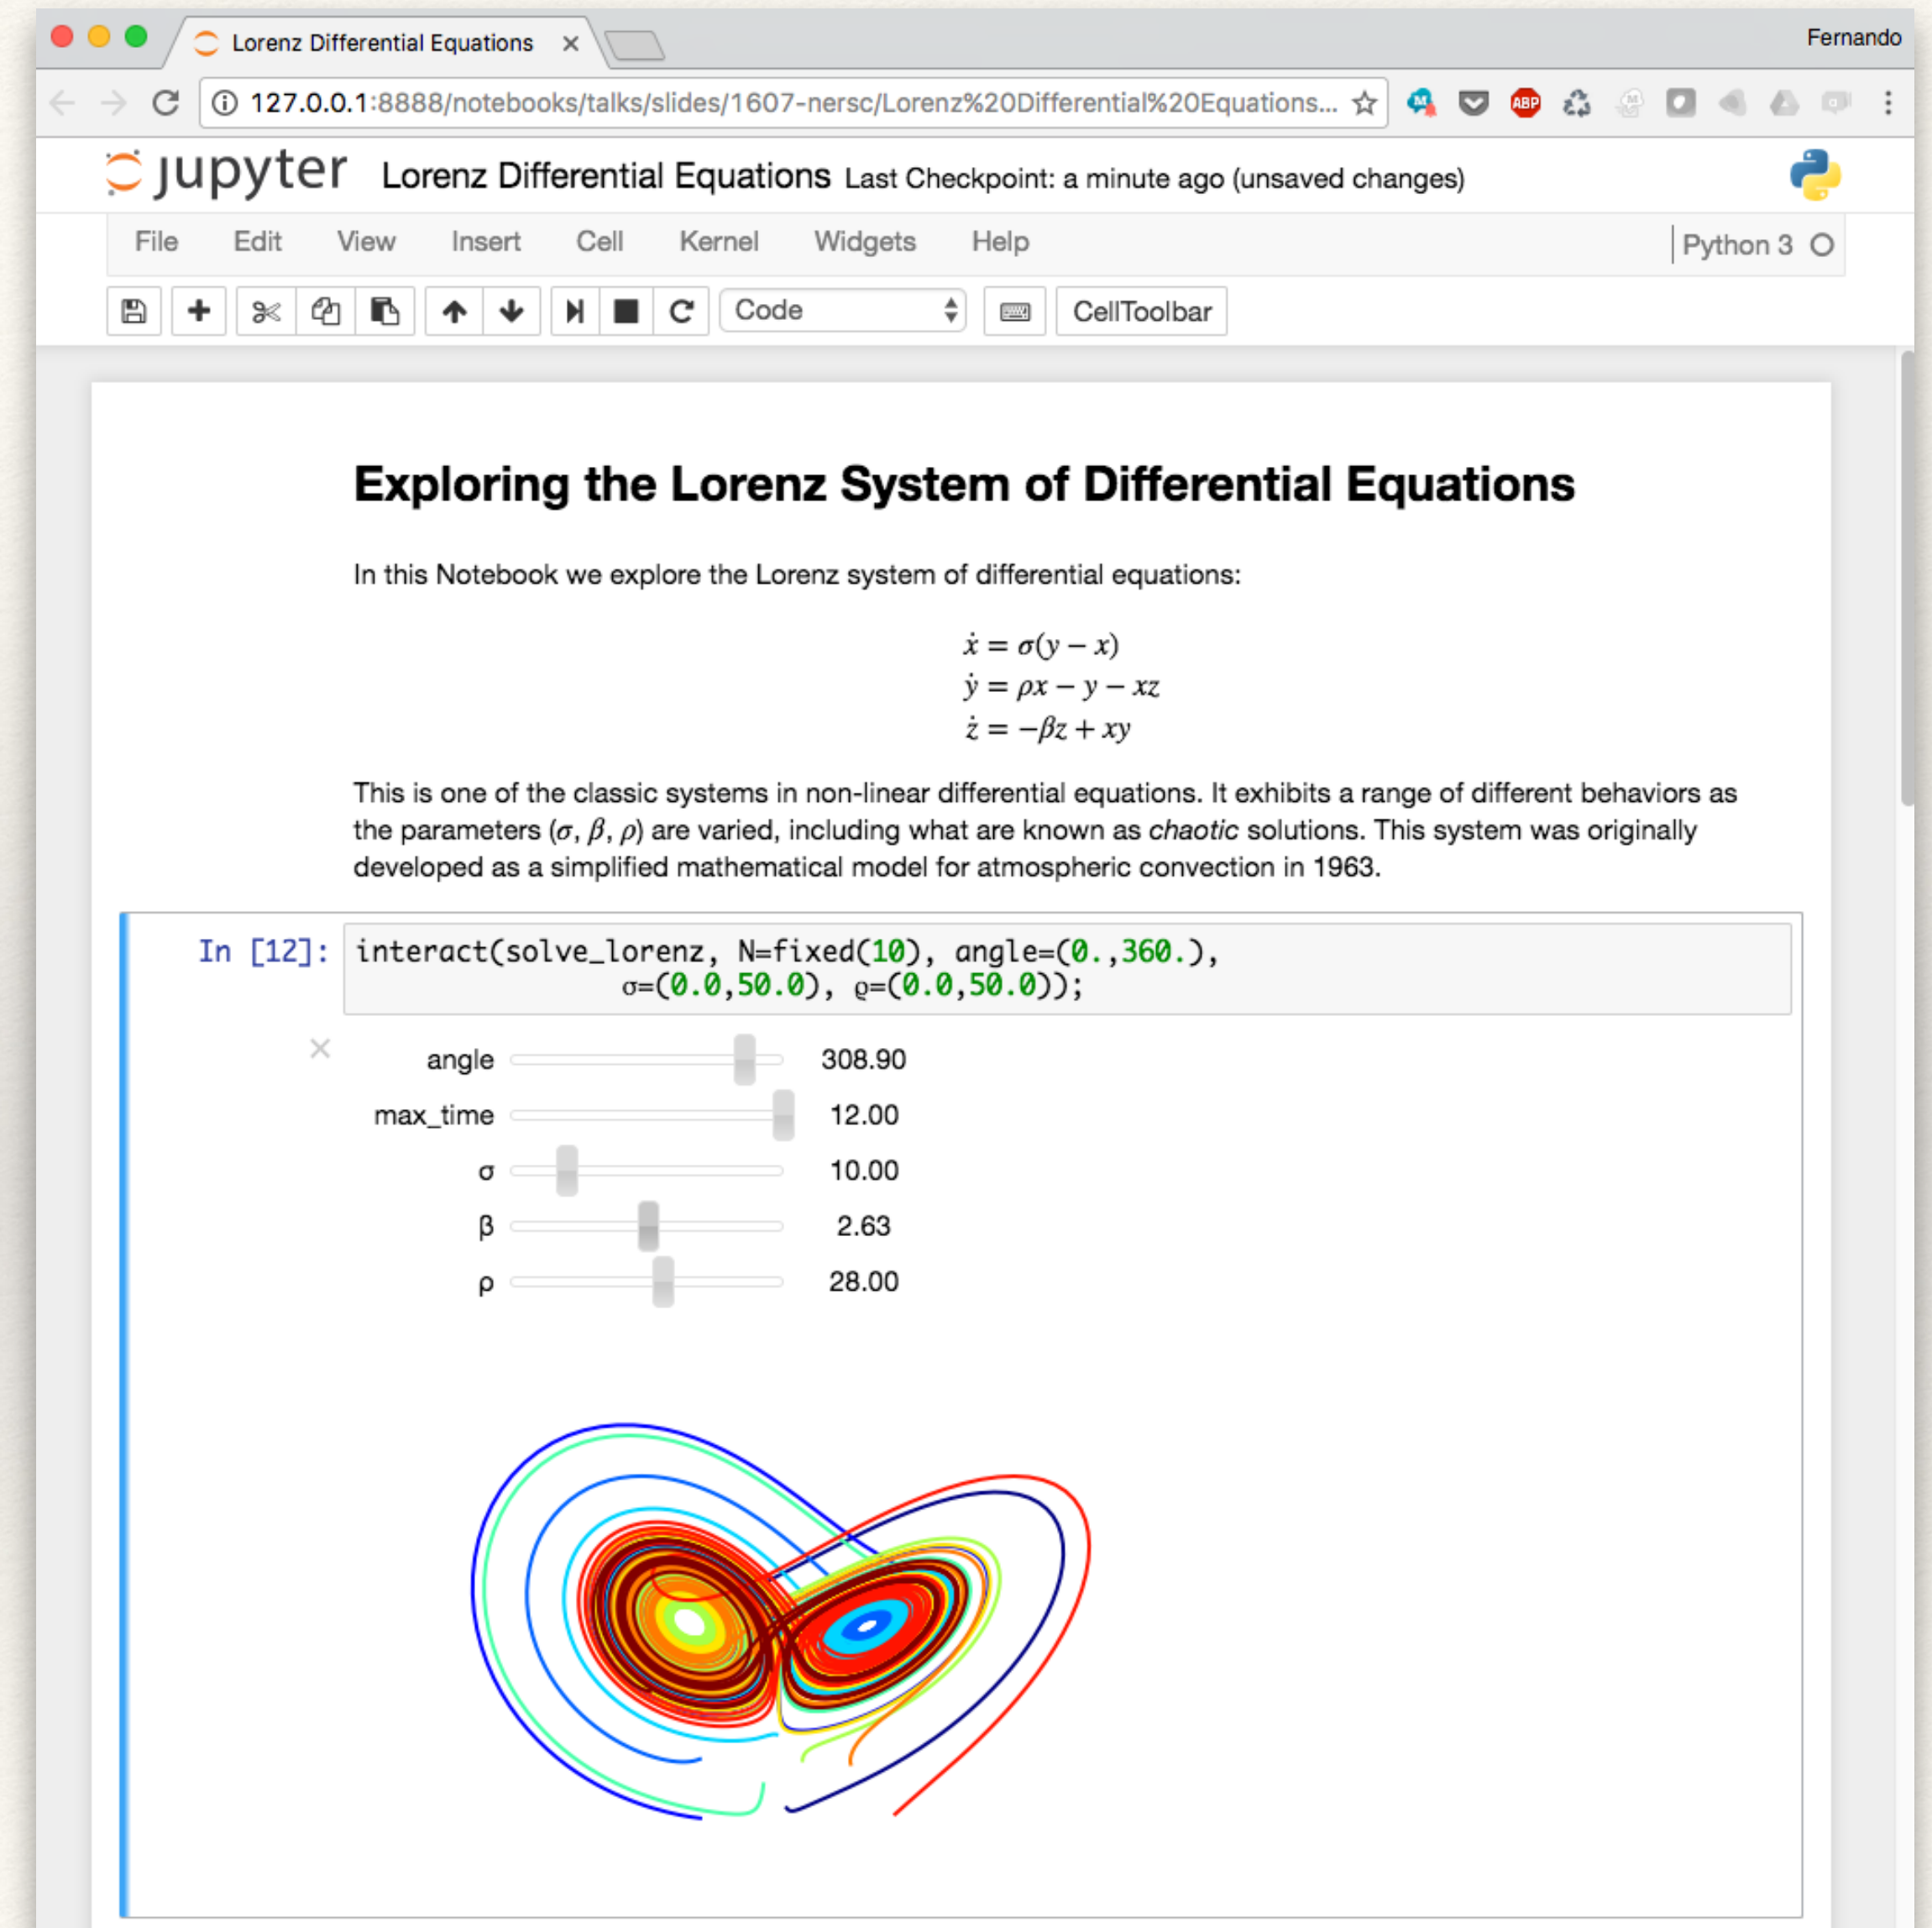 Lorenz Differential Equations
Fernando
127.0.0.1:8888/notebooks/talks/slides/1607-nersc/Lorenz%20Differential%20Equations...
ABP
jupyter Lorenz Differential Equations Last Checkpoint: a minute ago (unsaved changes)
File Edit View Insert Cell Kernel Widgets Help Python 3
Code CellToolbar
Exploring the Lorenz System of Differential Equations
In this Notebook we explore the Lorenz system of differential equations:
ẋ = σ(y − x)
ẏ = ρx − y − xz
ż = −βz + xy
This is one of the classic systems in non-linear differential equations. It exhibits a range of different behaviors as
the parameters (σ, β, ρ) are varied, including what are known as chaotic solutions. This system was originally
developed as a simplified mathematical model for atmospheric convection in 1963.
In [12]: interact(solve_lorenz, N=fixed(10), angle=(0.,360.),
σ=(0.0,50.0), ρ=(0.0,50.0));
angle 308.90
max_time 12.00
σ 10.00
β 2.63
ρ 28.00